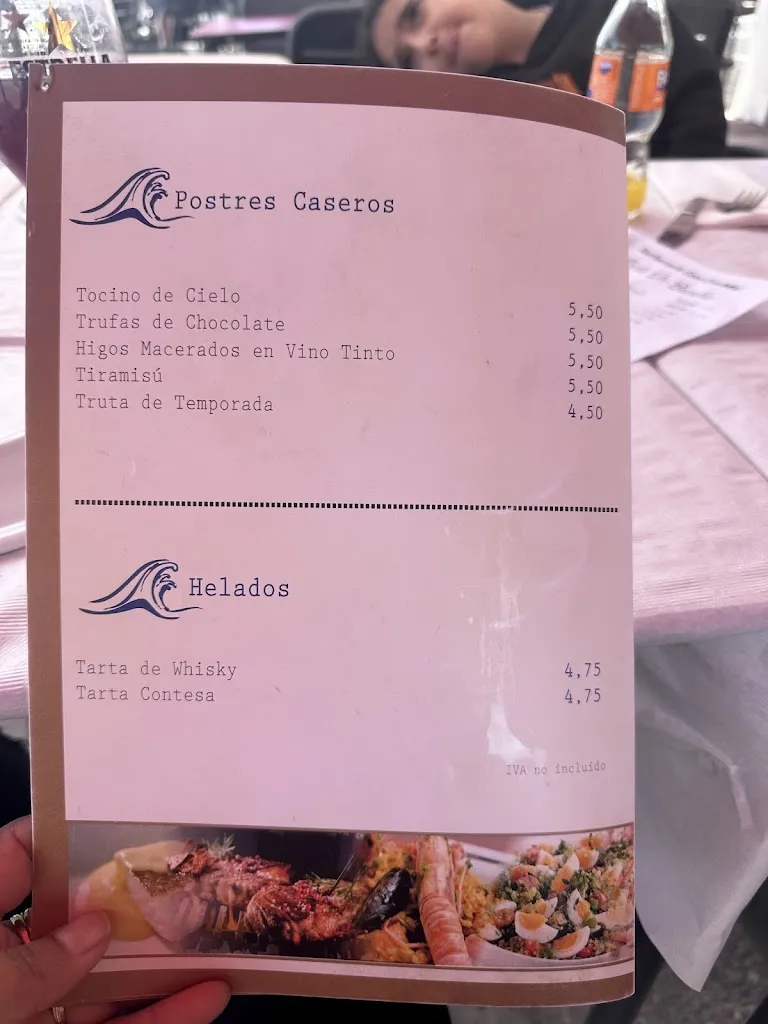 Postres Caseros
Tocino de Cielo 5,50
Trufas de Chocolate 5,50
Higos Macerados en Vino Tinto 5,50
Tiramisú 5,50
Truta de Temporada 4,50
Helados
Tarta de Whisky 4,75
Tarta Contesa 4,75
IVA no incluido